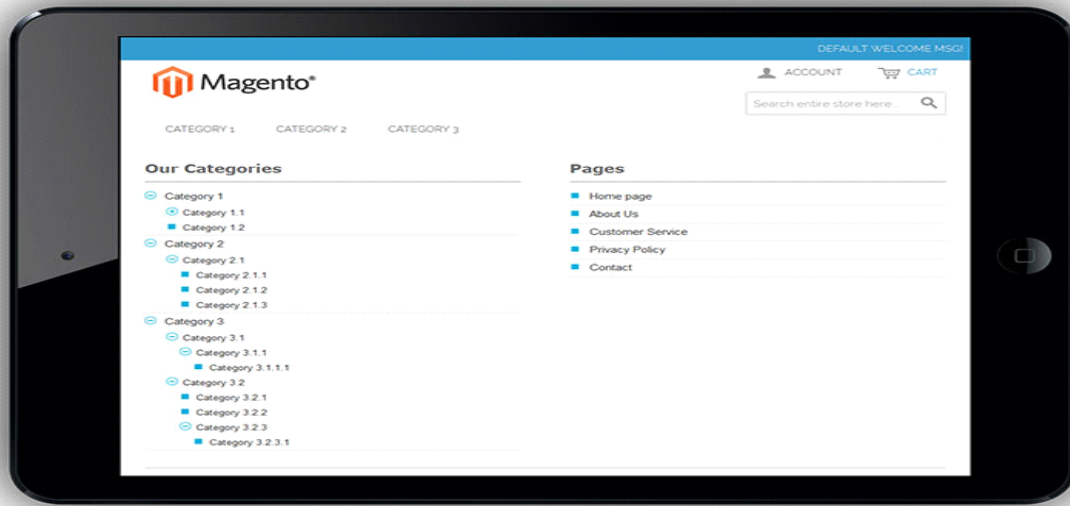 DEFAULT WELCOME MSG!
Magento®
ACCOUNT
CART
Search entire store here...
CATEGORY 1
CATEGORY 2
CATEGORY 3
Our Categories
Category 1
Category 1.1
Category 1.2
Category 2
Category 2.1
Category 2.1.1
Category 2.1.2
Category 2.1.3
Category 3
Category 3.1
Category 3.1.1
Category 3.1.1.1
Category 3.2
Category 3.2.1
Category 3.2.2
Category 3.2.3
Category 3.2.3.1
Pages
Home page
About Us
Customer Service
Privacy Policy
Contact